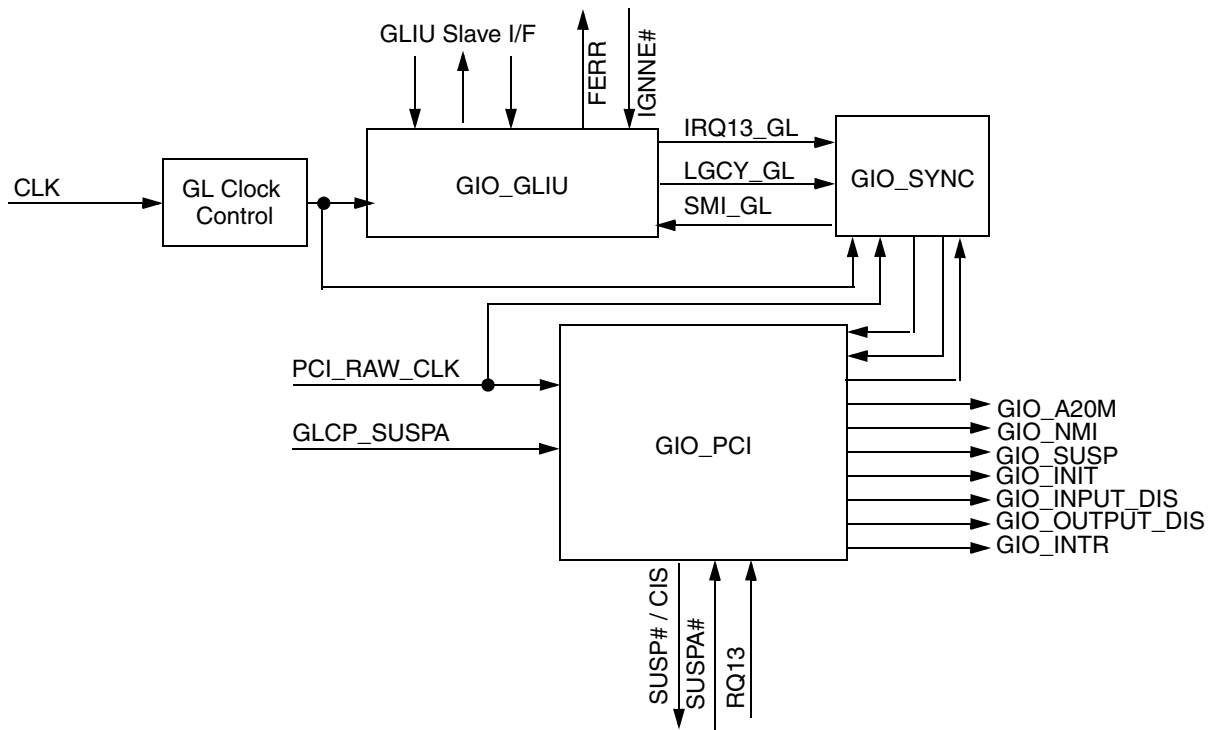 GLIU Slave I/F
FERR
IGNNE#
CLK
GL Clock
Control
GIO_GLIU
IRQ13_GL
LGCY_GL
SMI_GL
GIO_SYNC
PCI_RAW_CLK
GLCP_SUSPA
GIO_PCI
GIO_A20M
GIO_NMI
GIO_SUSP
GIO_INIT
GIO_INPUT_DIS
GIO_OUTPUT_DIS
GIO_INTR
SUSP# / CIS
SUSPA#
RQ13